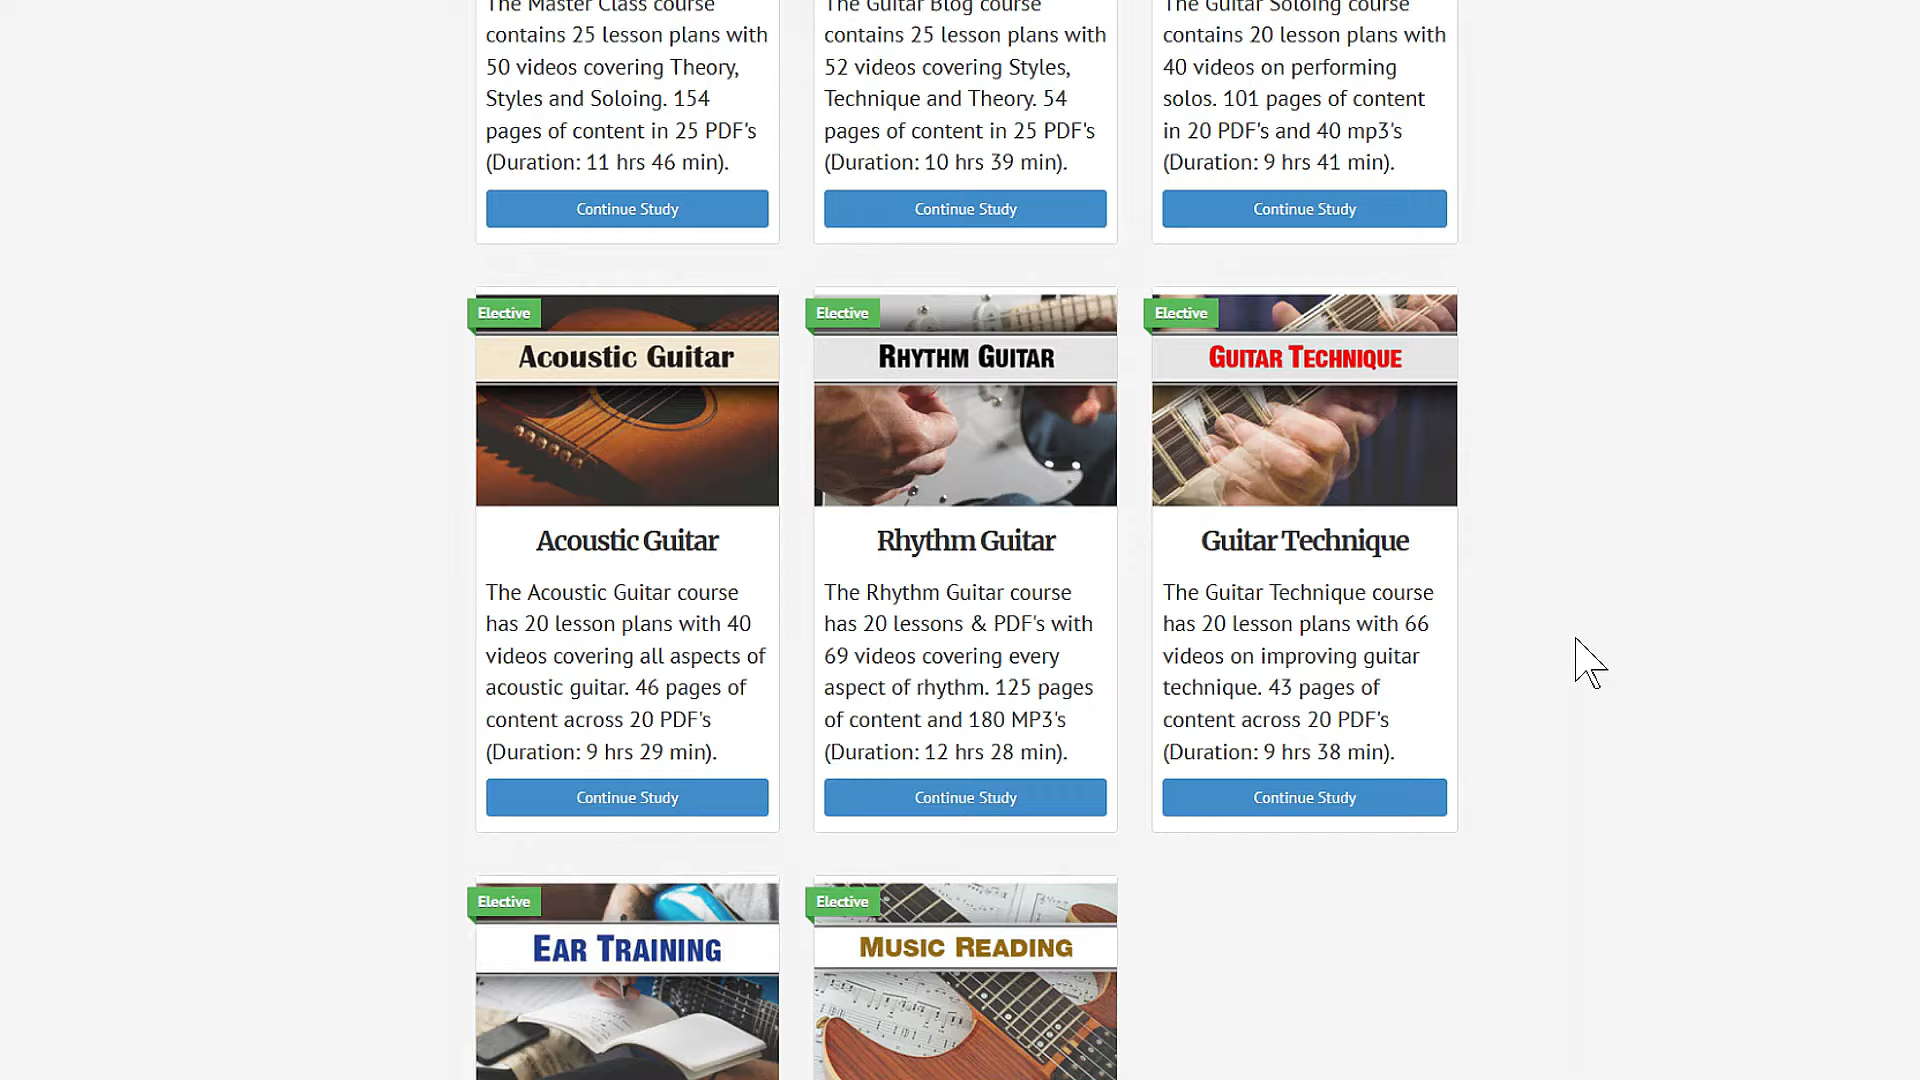 The Master Class course
contains 25 lesson plans with
50 videos covering Theory,
Styles and Soloing. 154
pages of content in 25 PDF's
(Duration: 11 hrs 46 min).
Continue Study
The Guitar Blog course
contains 25 lesson plans with
52 videos covering Styles,
Technique and Theory. 54
pages of content in 25 PDF's
(Duration: 10 hrs 39 min).
Continue Study
The Guitar Soloing course
contains 20 lesson plans with
40 videos on performing
solos. 101 pages of content
in 20 PDF's and 40 mp3's
(Duration: 9 hrs 41 min).
Continue Study
Elective
Acoustic Guitar
Acoustic Guitar
The Acoustic Guitar course
has 20 lesson plans with 40
videos covering all aspects of
acoustic guitar. 46 pages of
content across 20 PDF's
(Duration: 9 hrs 29 min).
Continue Study
Elective
RHYTHM GUITAR
Rhythm Guitar
The Rhythm Guitar course
has 20 lessons & PDF's with
69 videos covering every
aspect of rhythm. 125 pages
of content and 180 MP3's
(Duration: 12 hrs 28 min).
Continue Study
Elective
GUITAR TECHNIQUE
Guitar Technique
The Guitar Technique course
has 20 lesson plans with 66
videos on improving guitar
technique. 43 pages of
content across 20 PDF's
(Duration: 9 hrs 38 min).
Continue Study
Elective
EAR TRAINING
Elective
MUSIC READING